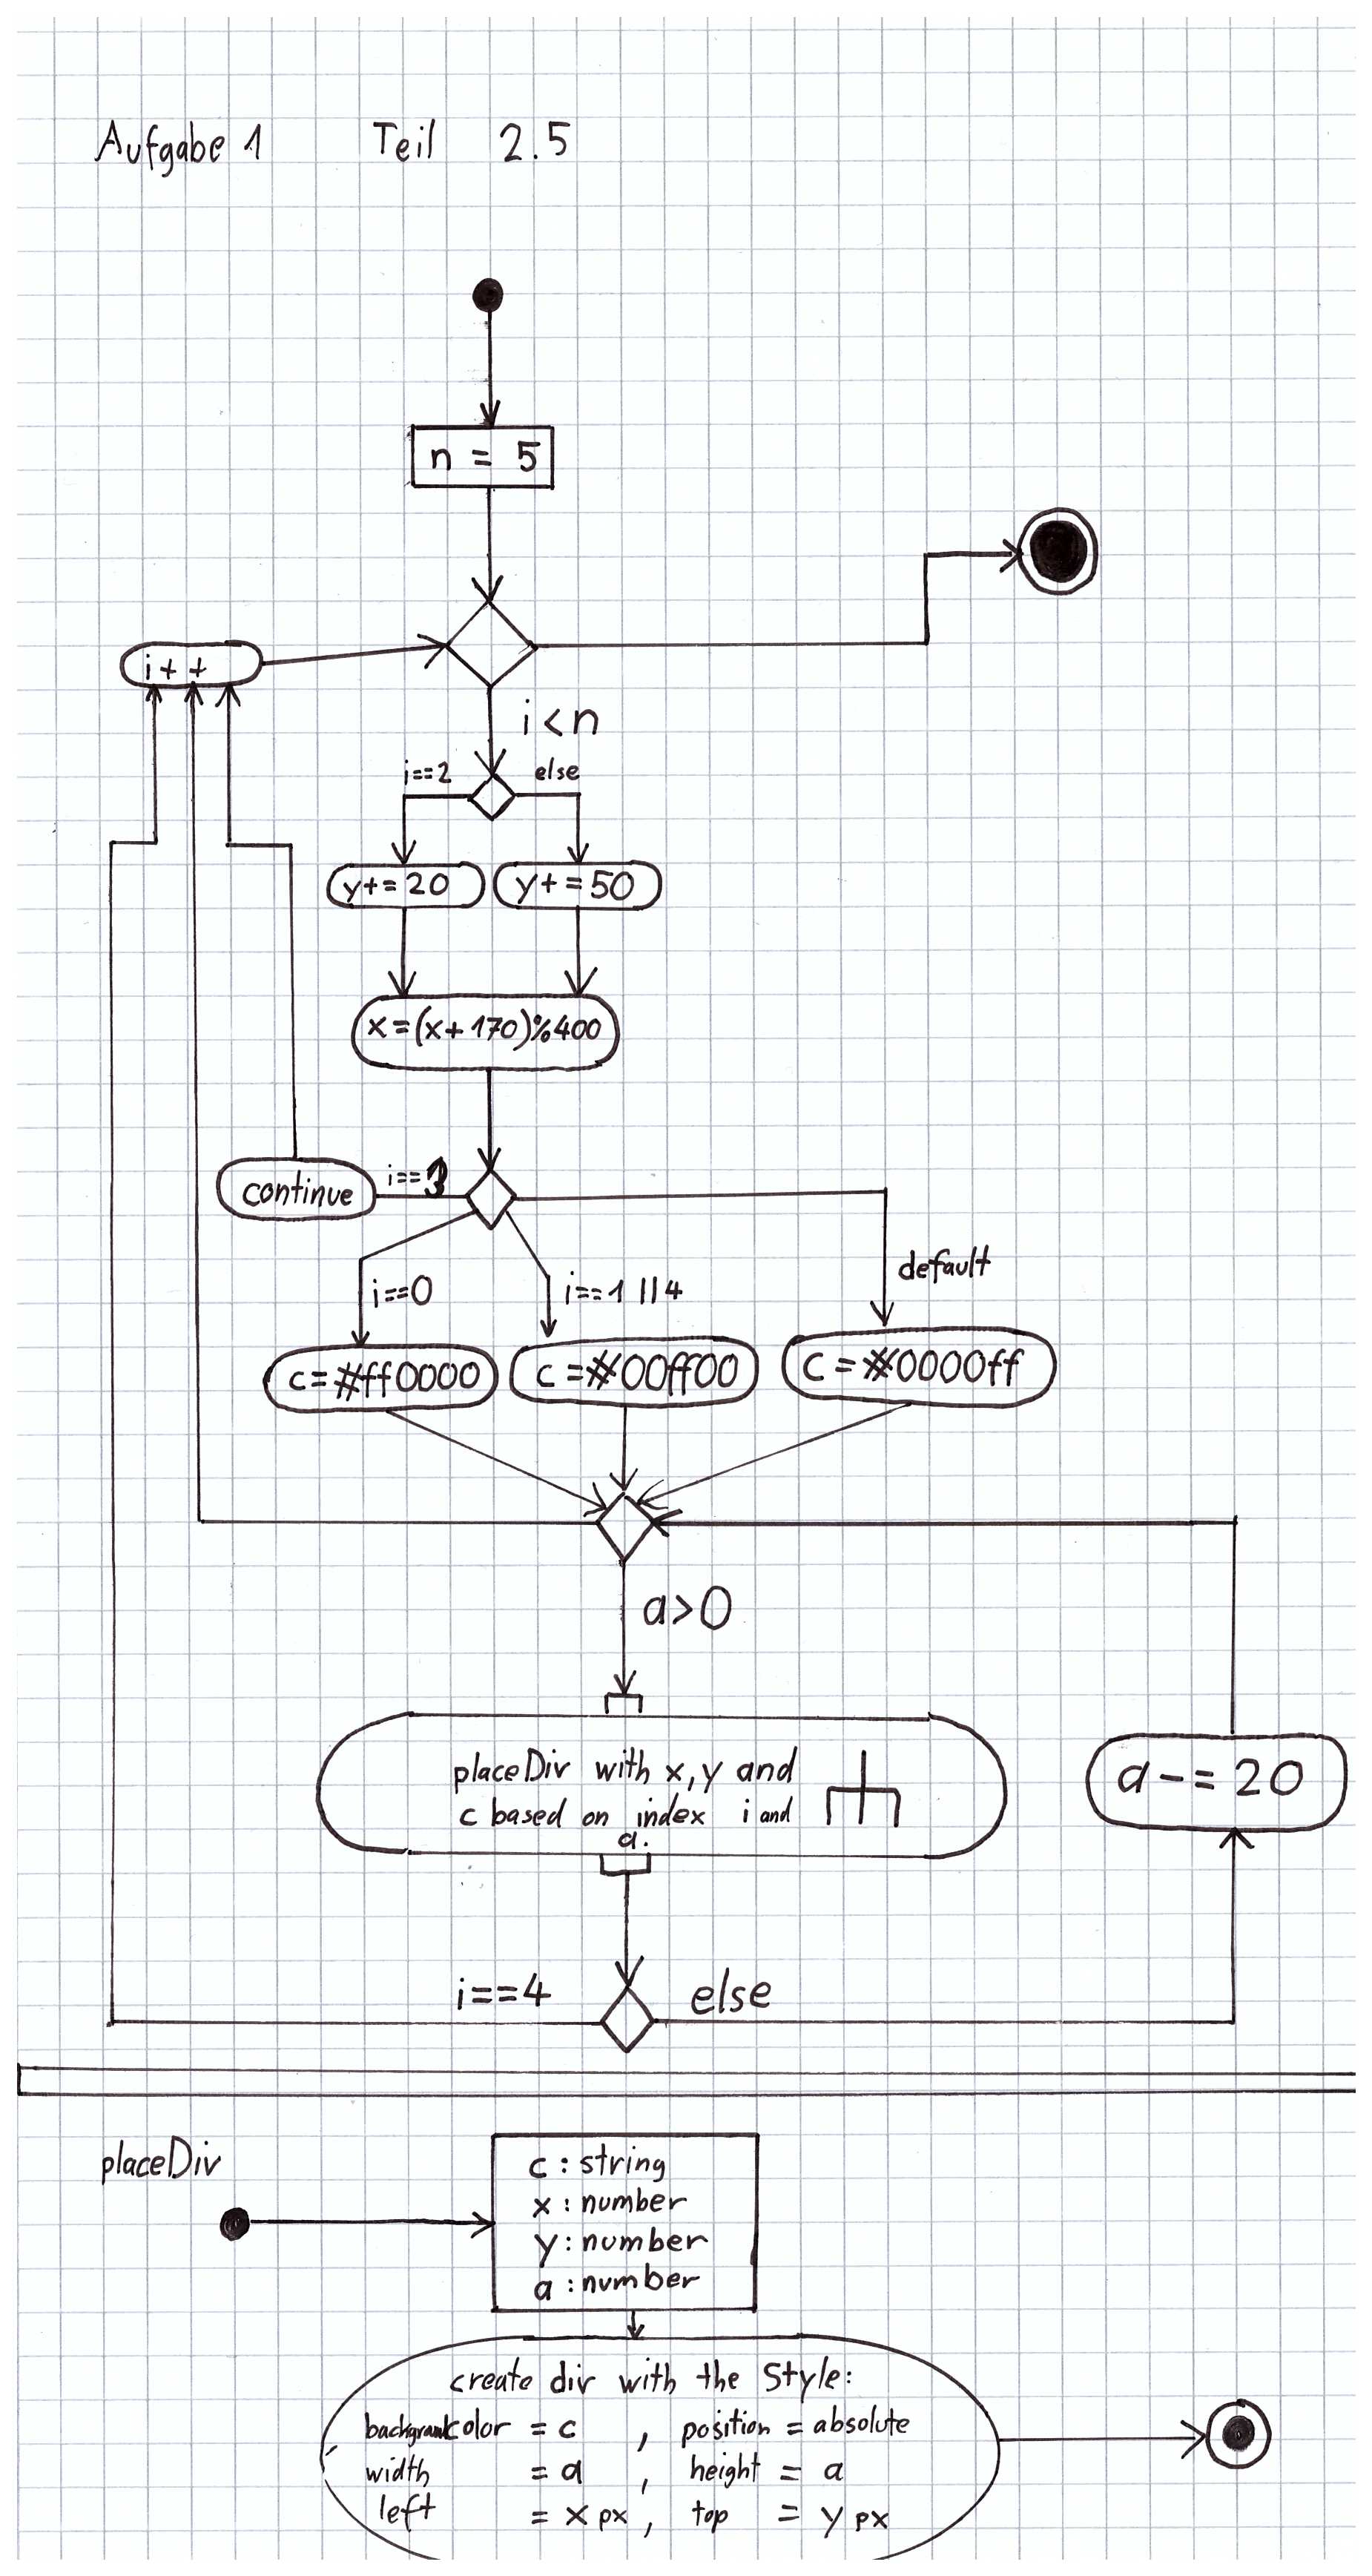 Aufgabe 1 Teil 2.5
n = 5
i++
i<n
i==2 else
y+=20 y+=50
x=(x+170)%400
continue i==3
default
i==0 i==1 ||4
c=#ff0000 c=#00ff00 c=#0000ff
a>0
placeDiv with x,y and
c based on index i and
a.
a-=20
i==4 else
placeDiv
c : string
x : number
y : number
a : number
create div with the Style:
= c , position = absolute
width = a , height = a
left = x px , top = y px